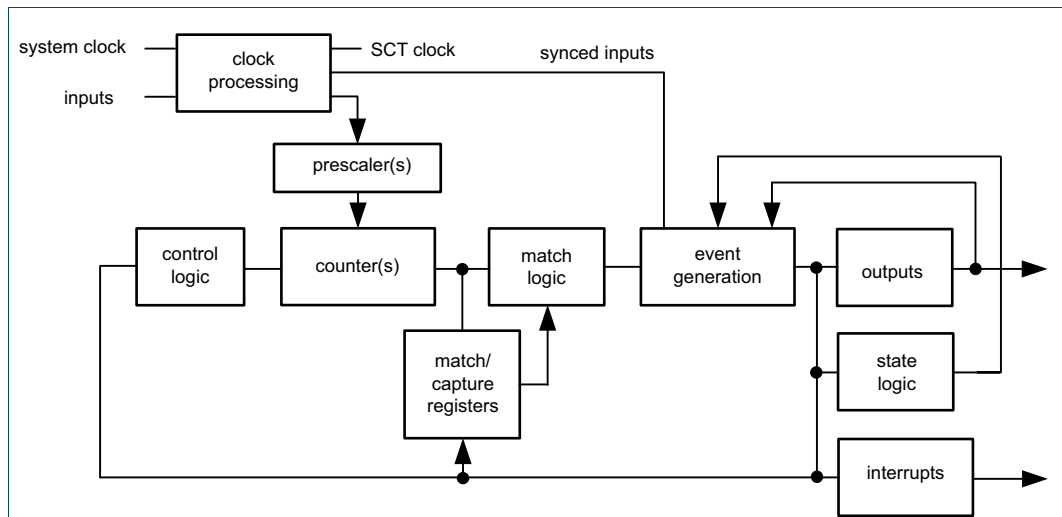 system clock
inputs
clock
processing
SCT clock
synced inputs
prescaler(s)
control
logic
counter(s)
match
logic
event
generation
outputs
match/
capture
registers
state
logic
interrupts